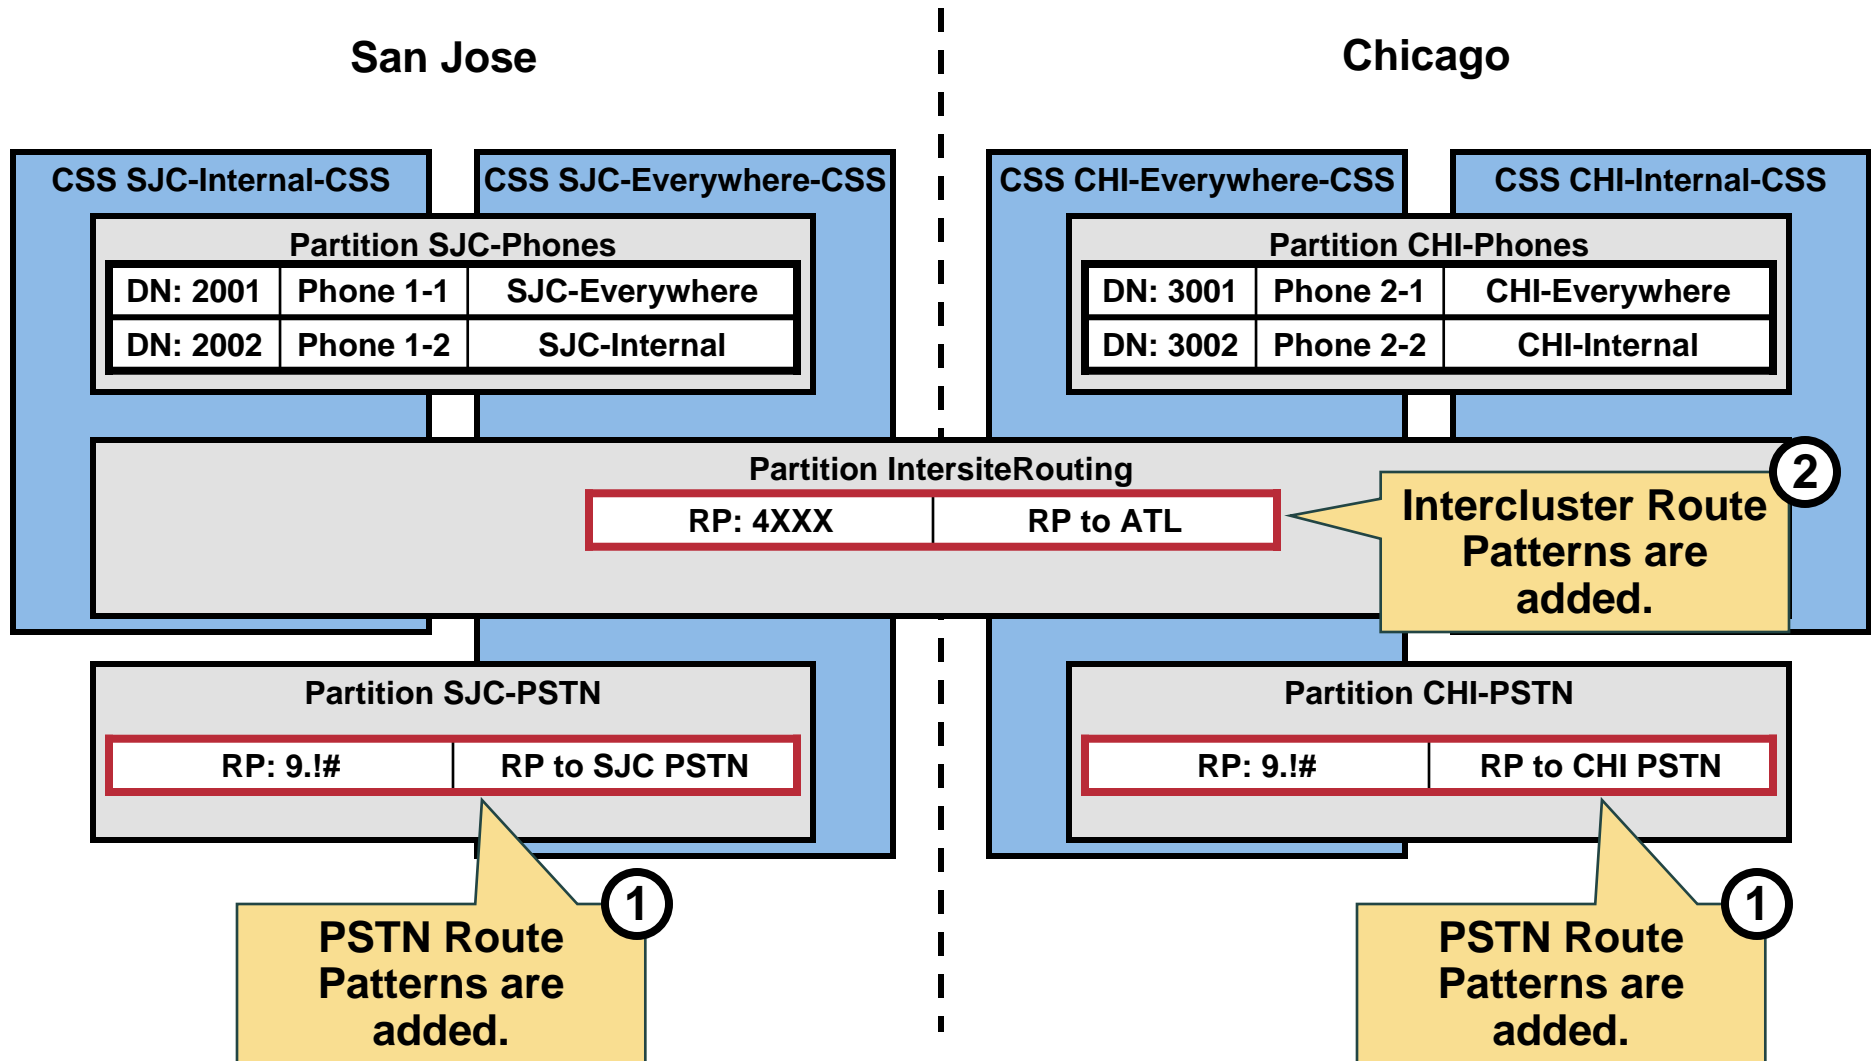 San Jose
Chicago
CSS SJC-Internal-CSS
CSS SJC-Everywhere-CSS
CSS CHI-Everywhere-CSS
CSS CHI-Internal-CSS
Partition SJC-Phones
DN: 2001 Phone 1-1 SJC-Everywhere
DN: 2002 Phone 1-2 SJC-Internal
Partition CHI-Phones
DN: 3001 Phone 2-1 CHI-Everywhere
DN: 3002 Phone 2-2 CHI-Internal
Partition IntersiteRouting
RP: 4XXX RP to ATL
2
Intercluster Route
Patterns are
added.
Partition SJC-PSTN
RP: 9.!# RP to SJC PSTN
Partition CHI-PSTN
RP: 9.!# RP to CHI PSTN
1
PSTN Route
Patterns are
added.
1
PSTN Route
Patterns are
added.